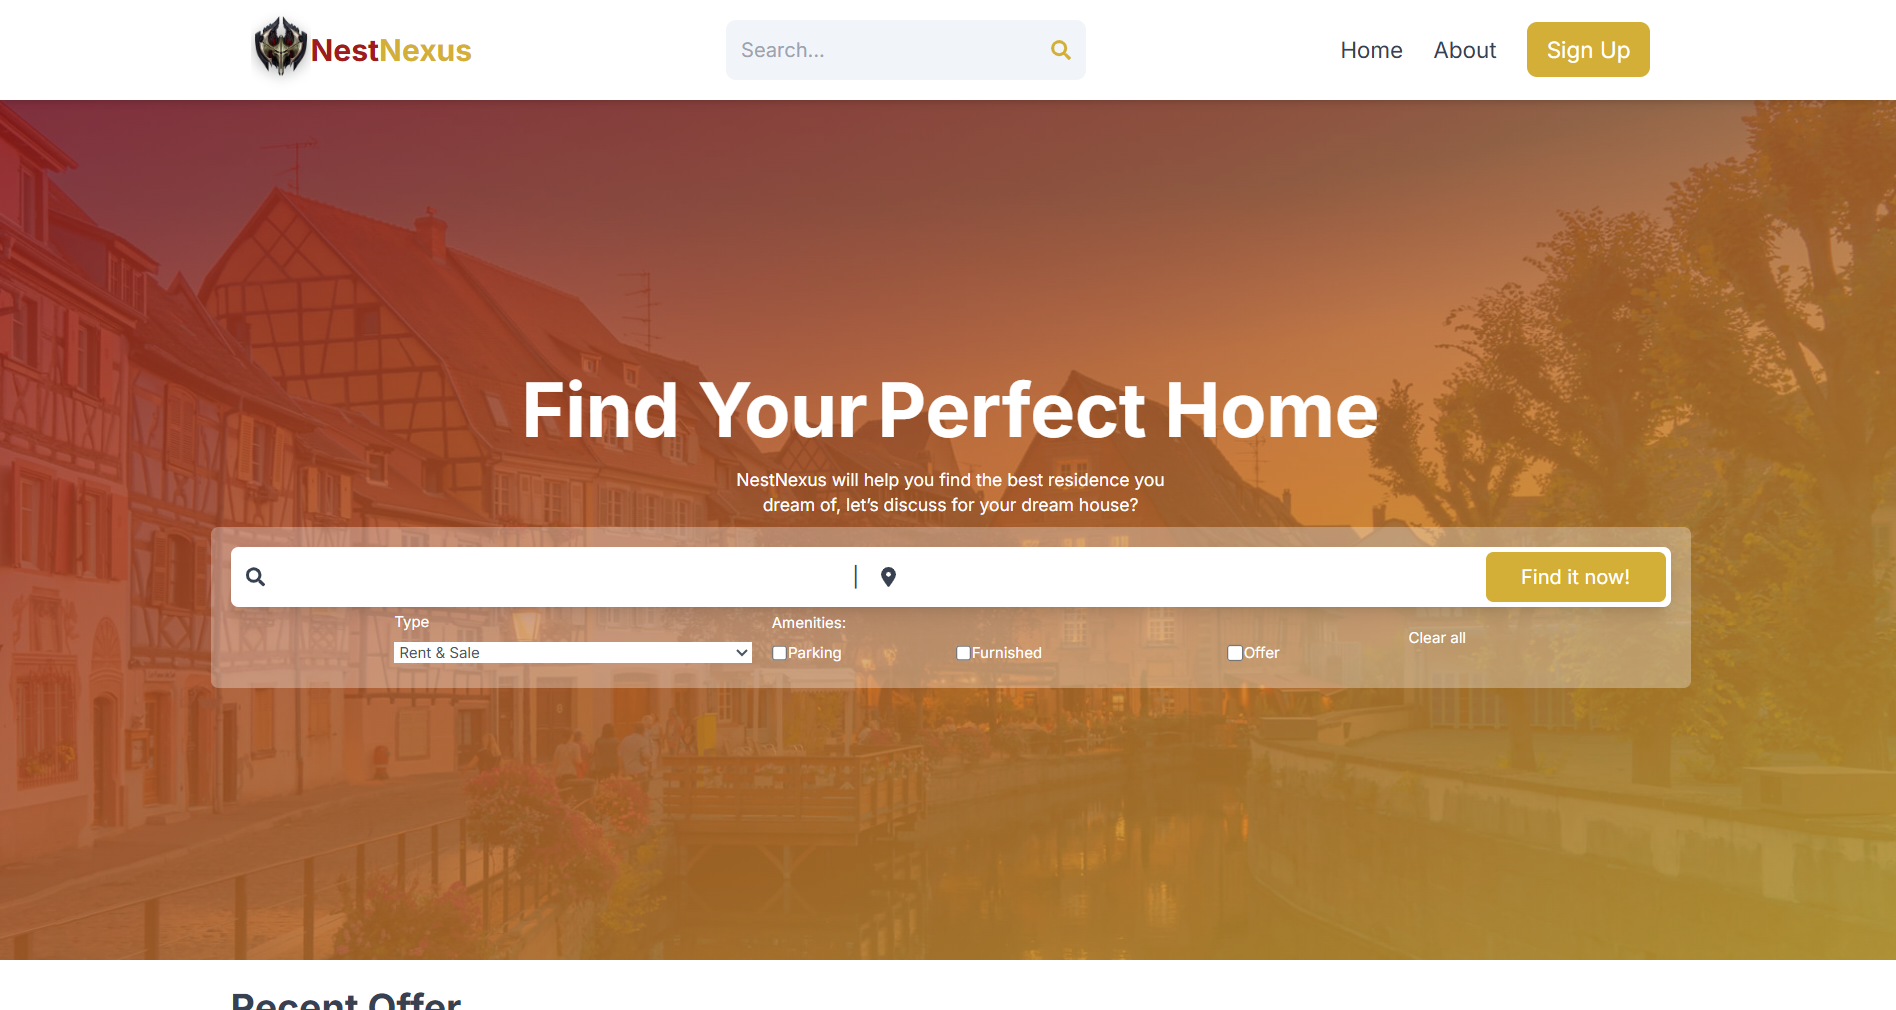 NestNexus
Search...
Home
About
Sign Up
Find Your Perfect Home
NestNexus will help you find the best residence you
dream of, let’s discuss for your dream house?
|
Find it now!
Type
Amenities:
Clear all
Rent & Sale
Parking
Furnished
Offer
Recent Offer